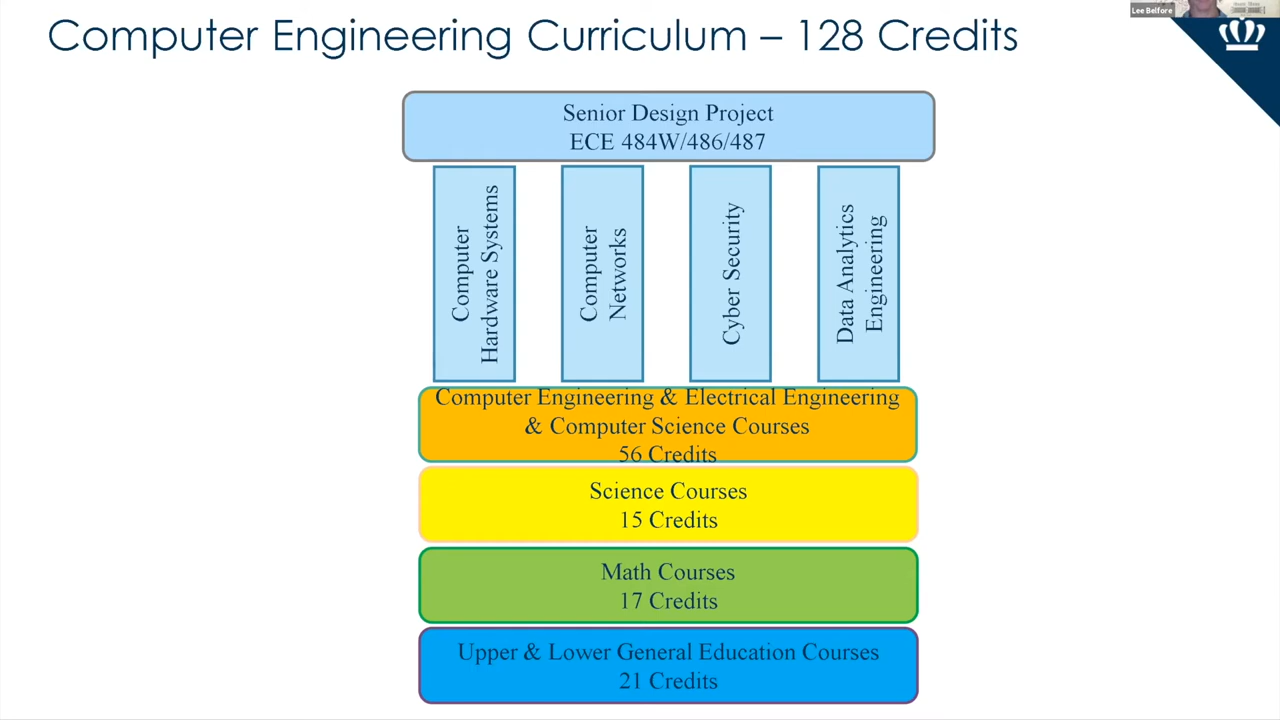 Computer Engineering Curriculum – 128 Credits
Lee Belfore
Senior Design Project
ECE 484W/486/487
Computer
Hardware Systems
Computer
Networks
Cyber Security
Data Analytics
Engineering
Computer Engineering & Electrical Engineering
& Computer Science Courses
56 Credits
Science Courses
15 Credits
Math Courses
17 Credits
Upper & Lower General Education Courses
21 Credits